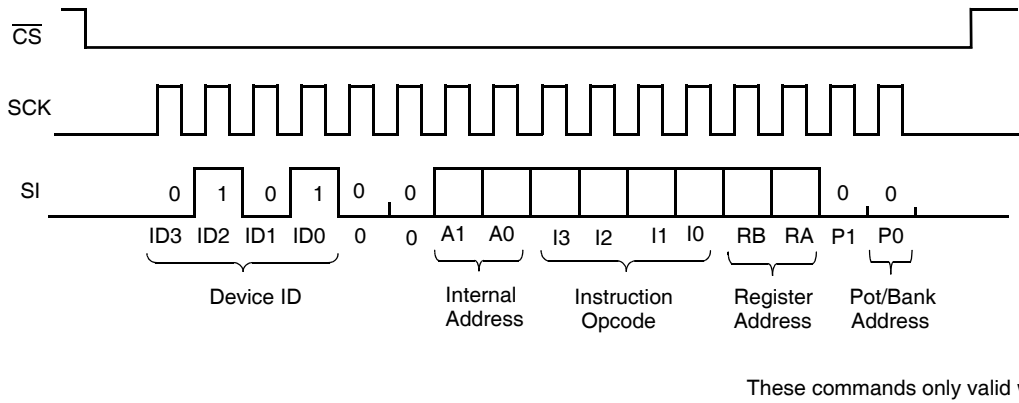 CS
SCK
SI
0 1 0 1 0 0 0 0
ID3 ID2 ID1 ID0 0 0 A1 A0 I3 I2 I1 I0 RB RA P1 P0
Device ID
Internal Address
Instruction Opcode
Register Address
Pot/Bank Address
These commands only valid